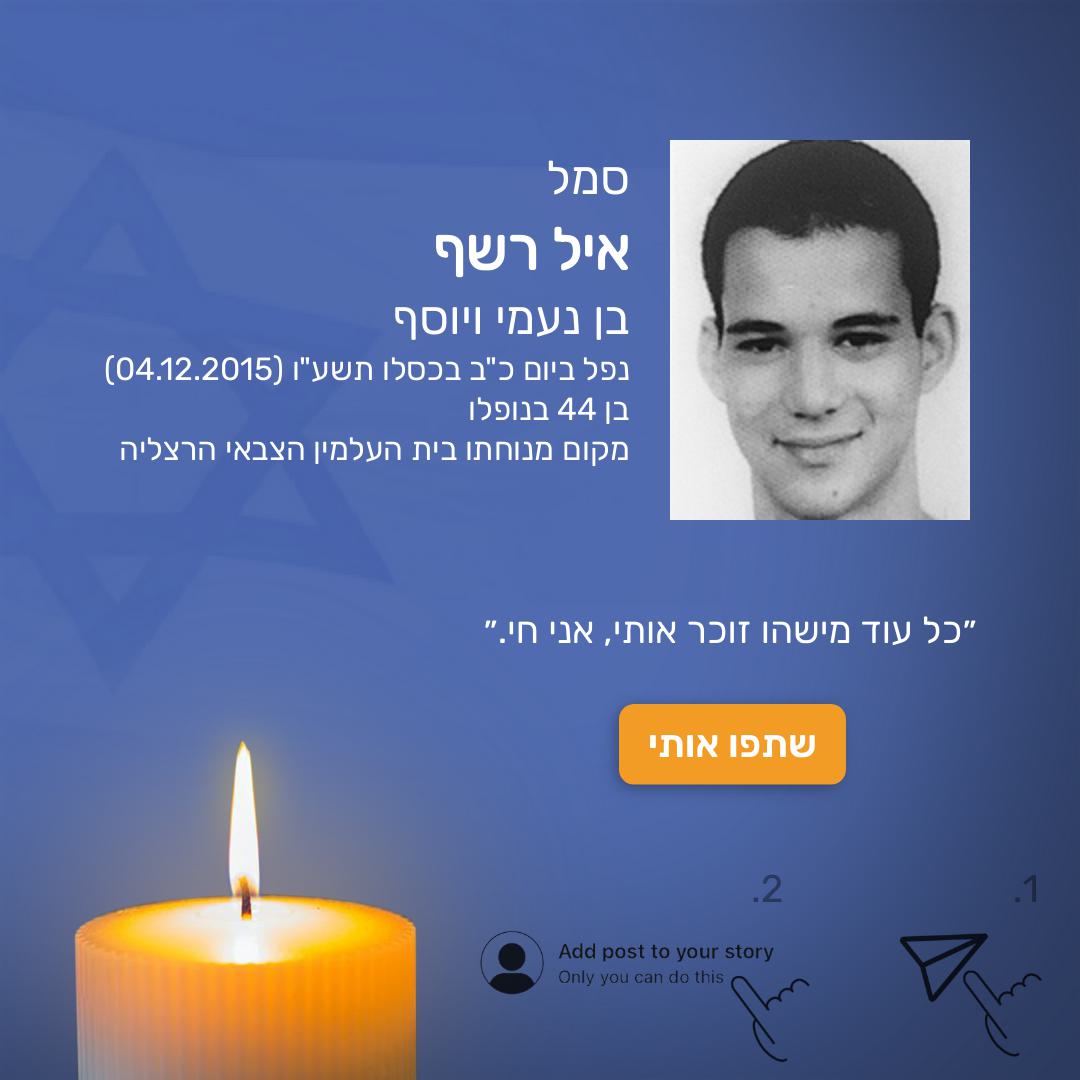 סמל
איל רשף
בן נעמי ויוסף
נפל ביום כ"ב בכסלו תשע"ו (04.12.2015)
בן 44 בנופלו
מקום מנוחתו בית העלמין הצבאי הרצליה
״כל עוד מישהו זוכר אותי, אני חי.״
שתפו אותי
.1
.2
Add post to your story
Only you can do this